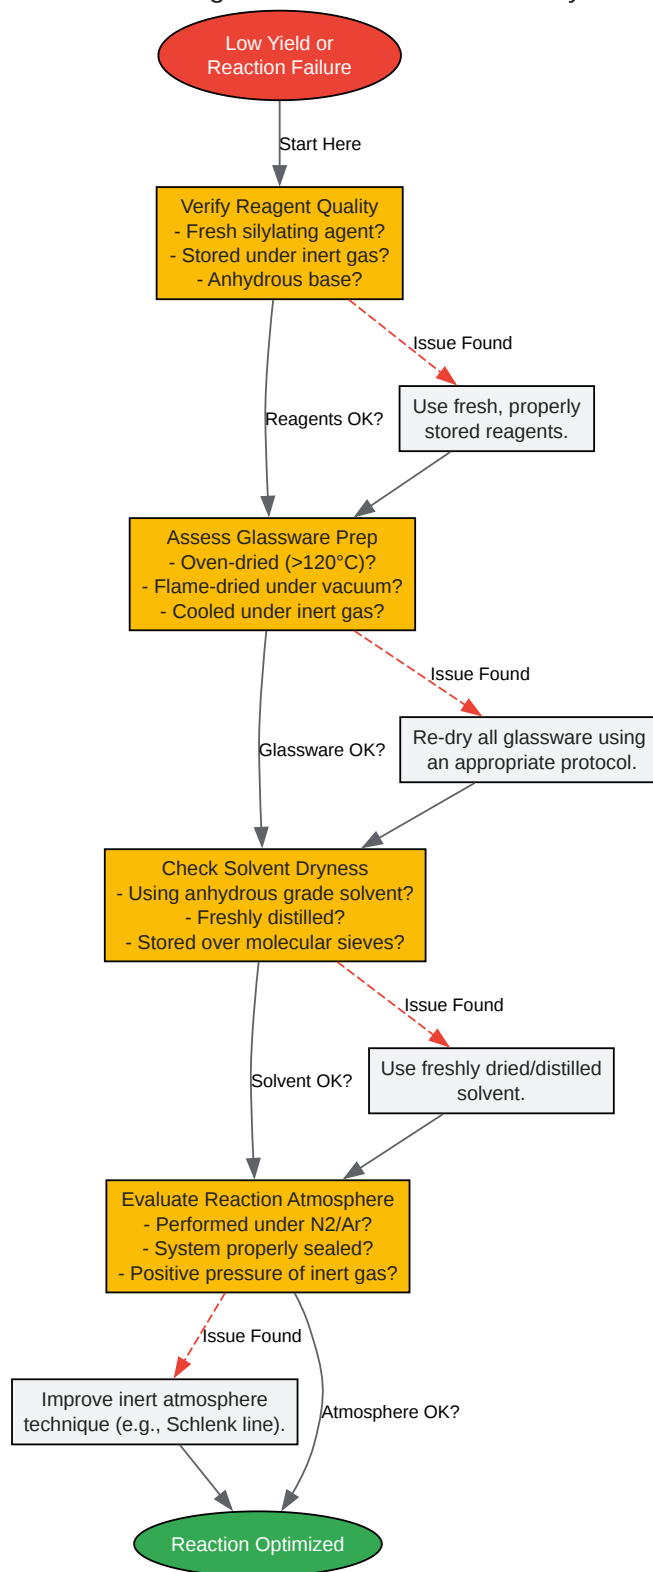 Low Yield or
Reaction Failure
Start Here
Verify Reagent Quality
- Fresh silylating agent?
- Stored under inert gas?
- Anhydrous base?
Issue Found
Use fresh, properly
stored reagents.
Reagents OK?
Assess Glassware Prep
- Oven-dried (>120°C)?
- Flame-dried under vacuum?
- Cooled under inert gas?
Issue Found
Re-dry all glassware using
an appropriate protocol.
Glassware OK?
Check Solvent Dryness
- Using anhydrous grade solvent?
- Freshly distilled?
- Stored over molecular sieves?
Issue Found
Use freshly dried/distilled
solvent.
Solvent OK?
Evaluate Reaction Atmosphere
- Performed under N2/Ar?
- System properly sealed?
- Positive pressure of inert gas?
Issue Found
Improve inert atmosphere
technique (e.g., Schlenk line).
Atmosphere OK?
Reaction Optimized